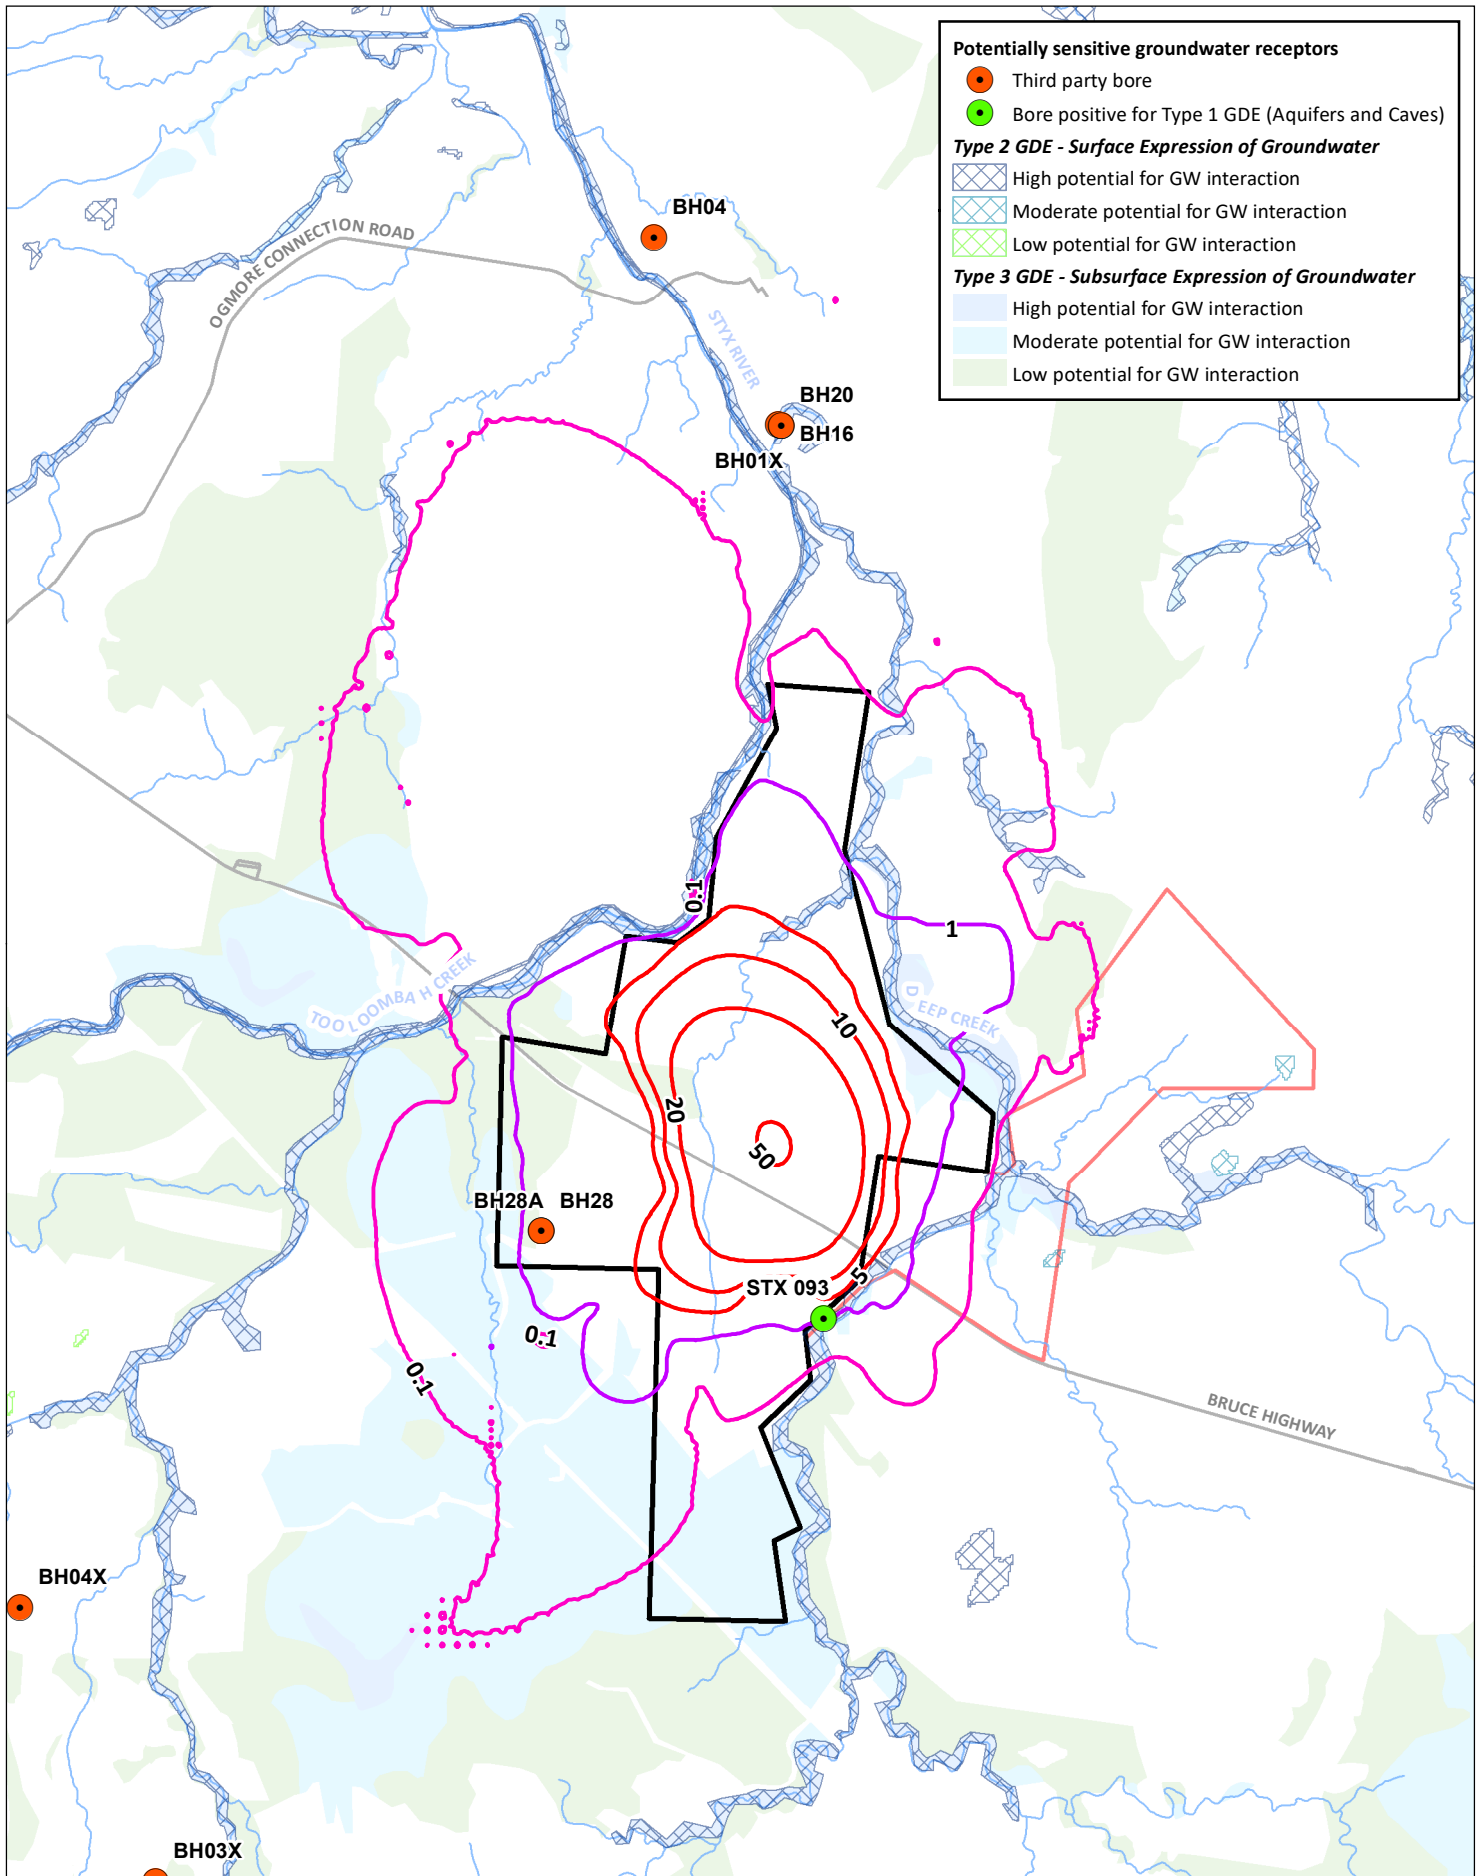 Potentially sensitive groundwater receptors
Third party bore
Bore positive for Type 1 GDE (Aquifers and Caves)
Type 2 GDE - Surface Expression of Groundwater
High potential for GW interaction
Moderate potential for GW interaction
Low potential for GW interaction
Type 3 GDE - Subsurface Expression of Groundwater
High potential for GW interaction
Moderate potential for GW interaction
Low potential for GW interaction
BH04
OGMORE CONNECTION ROAD
STYX RIVER
BH20
BH16
BH01X
0.1
1
TOOLOOMBAH CREEK
DEEP CREEK
10
20
50
BH28A BH28
5
STX 093
0.1
0.1
BRUCE HIGHWAY
BH04X
BH03X